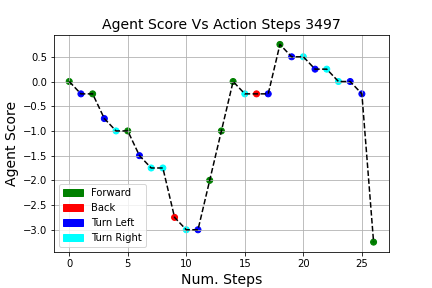 Agent Score Vs Action Steps 3497
Agent Score
0.5
0.0
−0.5
−1.0
−1.5
−2.0
−2.5
−3.0
Forward
Back
Turn Left
Turn Right
0 5 10 15 20 25
Num. Steps